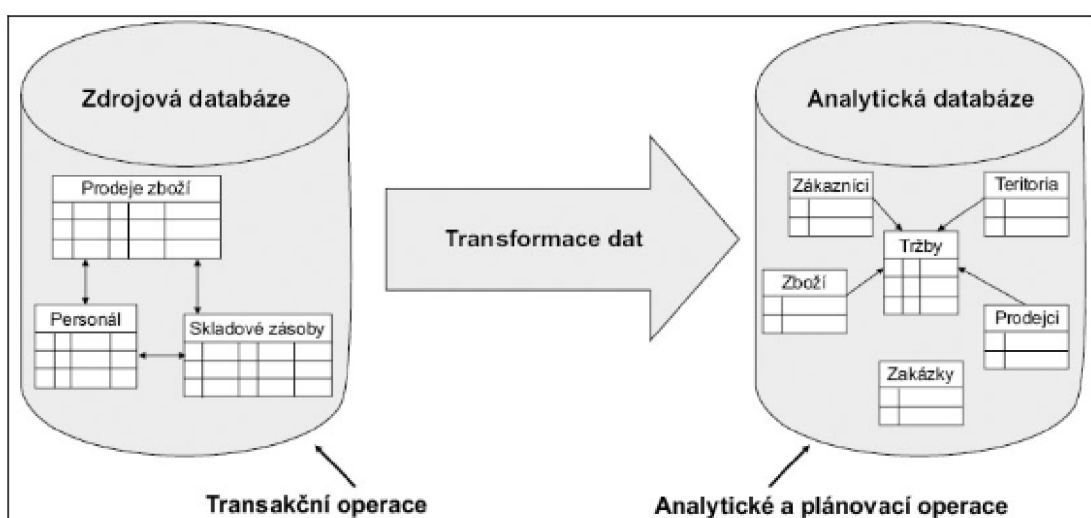 Zdrojová databáze
Prodeje zboží
Personál
Skladové zásoby
Transformace dat
Analytická databáze
Zákazníci
Teritoria
Tržby
Zboží
Prodejci
Zakázky
Transakční operace
Analytické a plánovací operace